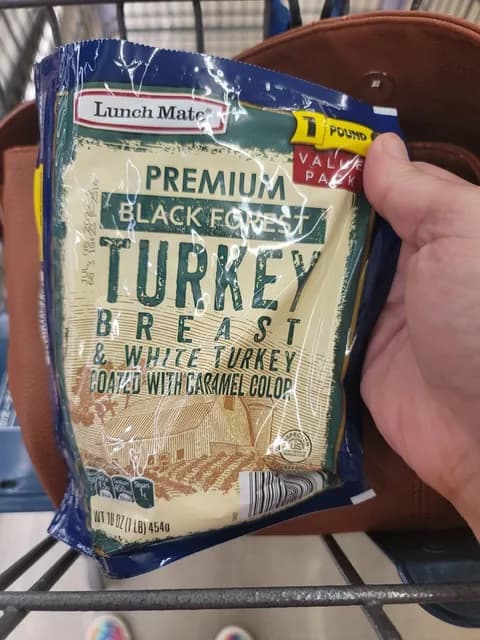 Lunch Mate
1 POUND
VALUE
PACK
PREMIUM
BLACK FOREST
TURKEY
BREAST
& WHITE TURKEY
COATED WITH CARAMEL COLOR
NET WT 16 OZ (1 LB) 454g